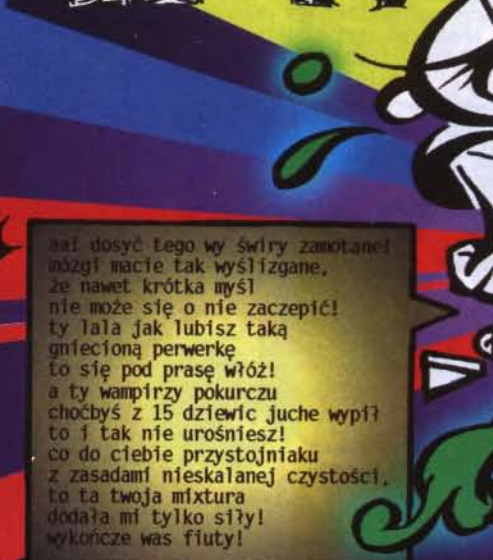 aał dosyć tego wy świry zamotane!
mózgi macie tak wyślizgane,
że nawet krótka myśl
nie może się o nie zaczepić!
ty lala jak lubisz taką
gniecioną perwerkę
to się pod prasę włóż!
a ty wampirzy pokurczu
choćbyś z 15 dziewic juche wypił
to i tak nie urośniesz!
co do ciebie przystojniaku
z zasadami nieskalanej czystości,
to ta twoja mixtura
dodała mi tylko siły!
wykończe was fiuty!